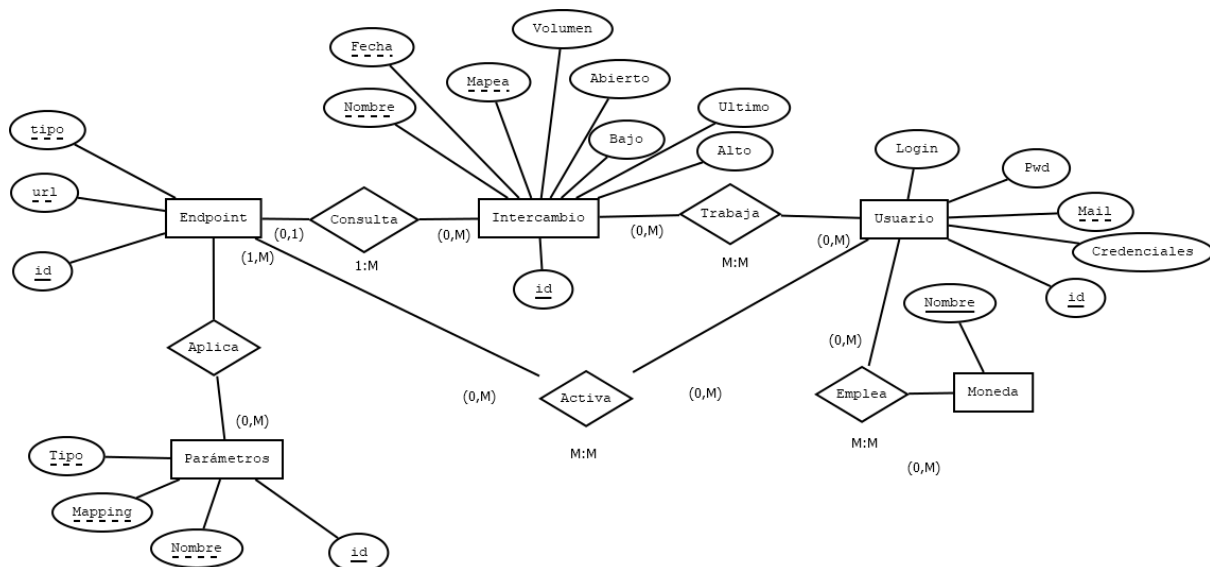 Volumen
Fecha
Mapea
Abierto
Nombre
Ultimo
Bajo
Alto
tipo
Login
Pwd
url
Mail
Endpoint
Consulta
Intercambio
Trabaja
Usuario
(0,1)
(0,M)
(0,M)
(0,M)
(1,M)
1:M
M:M
Credenciales
id
id
id
Nombre
Aplica
(0,M)
(0,M)
(0,M)
Activa
Emplea
Moneda
(0,M)
M:M
M:M
Tipo
Parámetros
(0,M)
Mapping
Nombre
id